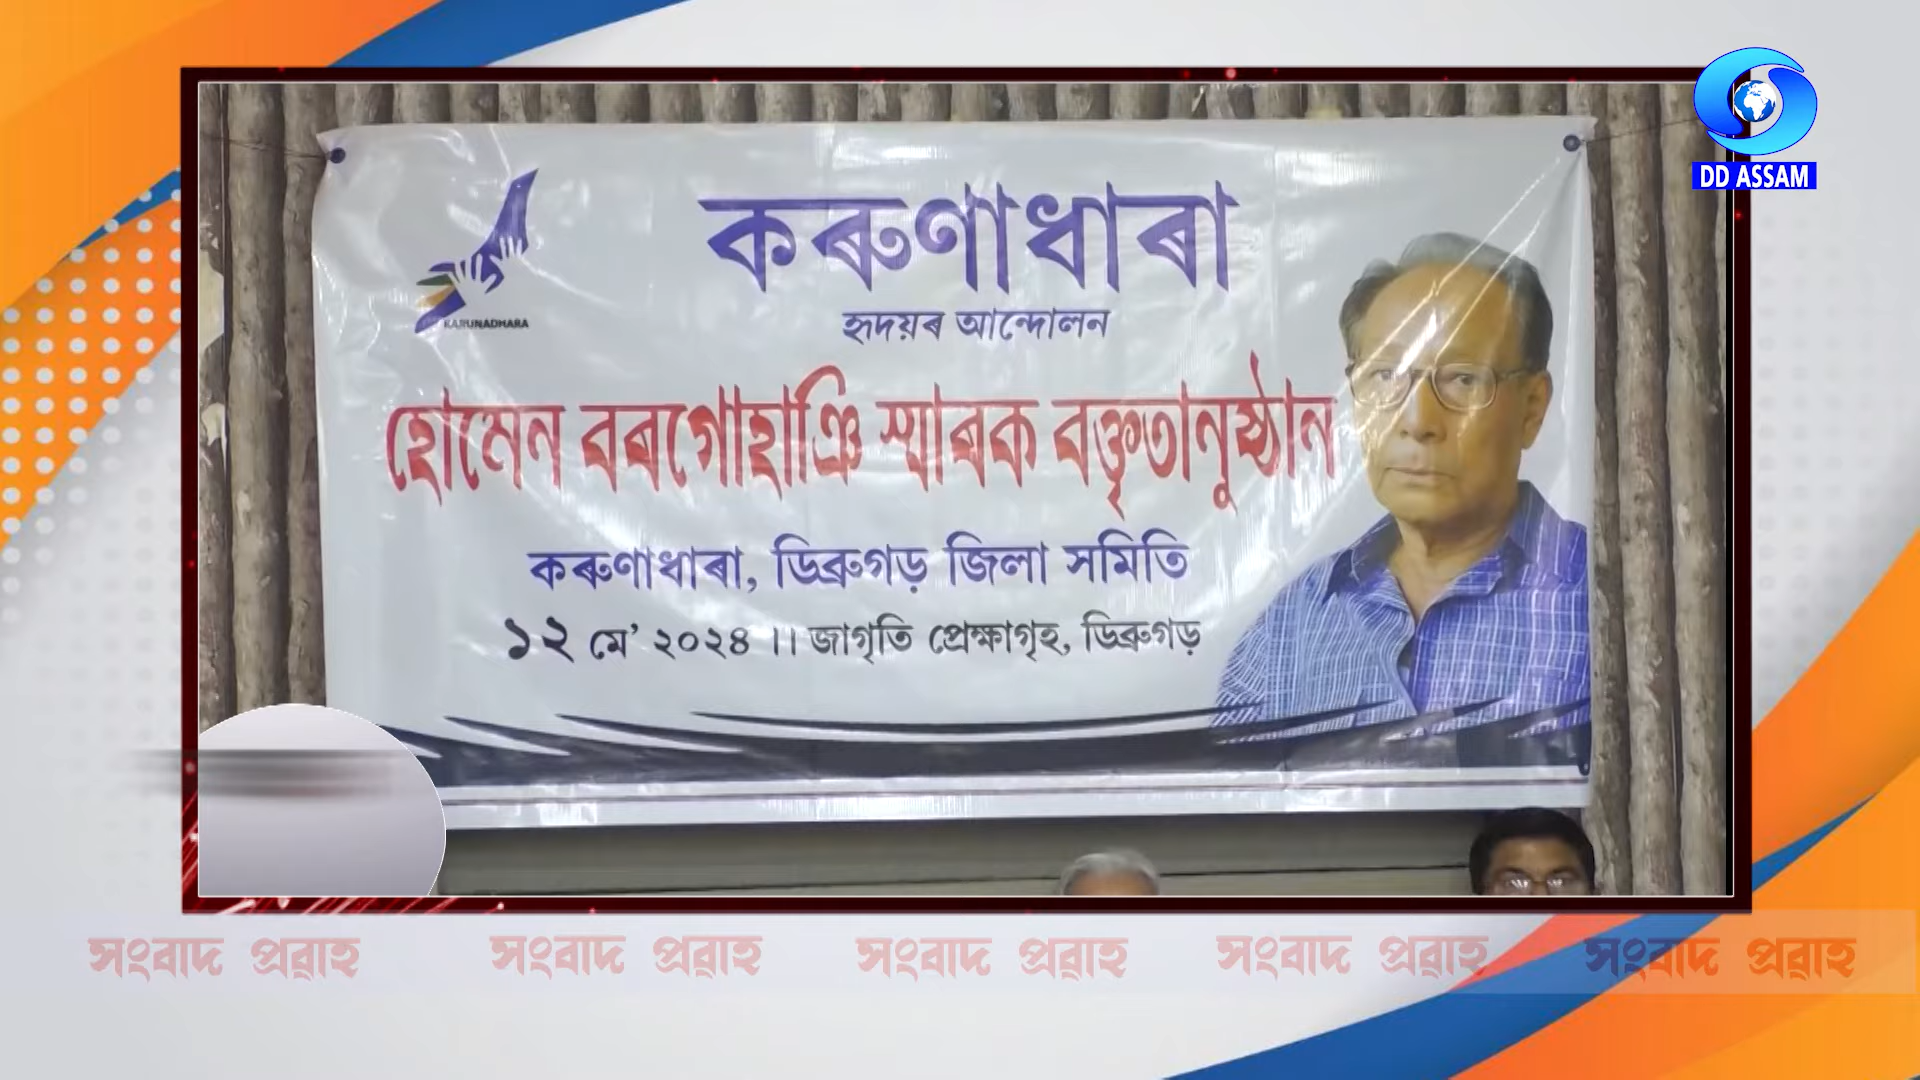 DD ASSAM
KARUNADHARA
কৰুণাধাৰা
হৃদয়ৰ আন্দোলন
হোমেন বৰগোহাঞি স্মাৰক বক্তৃতানুষ্ঠান
কৰুণাধাৰা, ডিব্ৰুগড় জিলা সমিতি
১২ মে' ২০২৪ ।। জাগৃতি প্ৰেক্ষাগৃহ, ডিব্ৰুগড়
সংবাদ প্ৰৱাহ সংবাদ প্ৰৱাহ সংবাদ প্ৰৱাহ সংবাদ প্ৰৱাহ সংবাদ প্ৰৱাহ